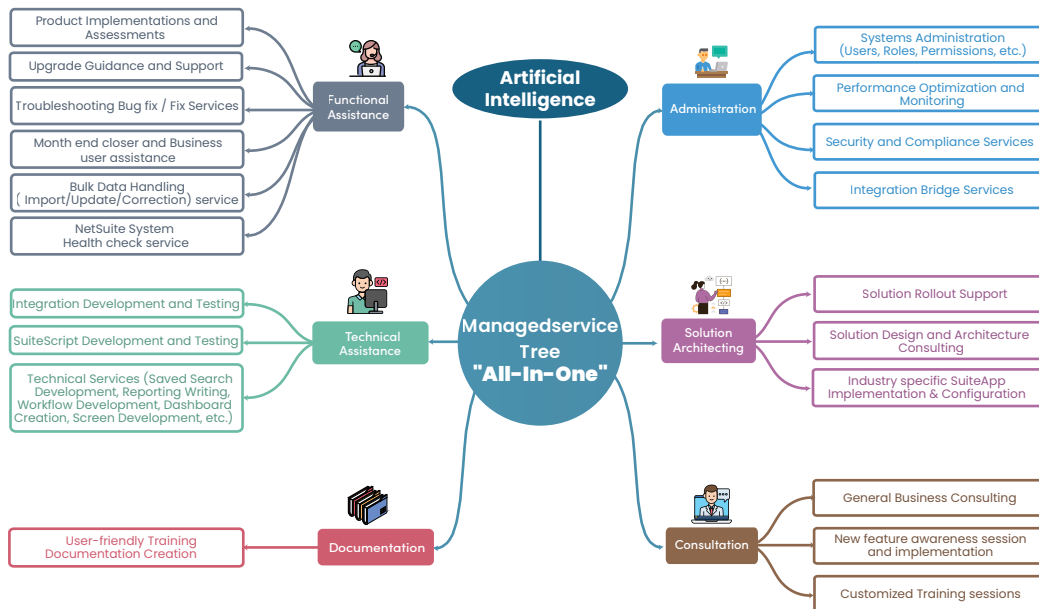 Artificial
Intelligence
Managedservice
Tree
"All-In-One"
Functional
Assistance
Product Implementations and
Assessments
Upgrade Guidance and Support
Troubleshooting Bug fix / Fix Services
Month end closer and Business
user assistance
Bulk Data Handling
( Import/Update/Correction) service
NetSuite System
Health check service
Technical
Assistance
Integration Development and Testing
SuiteScript Development and Testing
Technical Services (Saved Search
Development, Reporting Writing,
Workflow Development, Dashboard
Creation, Screen Development, etc.)
Documentation
User-friendly Training
Documentation Creation
Administration
Systems Administration
(Users, Roles, Permissions, etc.)
Performance Optimization and
Monitoring
Security and Compliance Services
Integration Bridge Services
Solution
Architecting
Solution Rollout Support
Solution Design and Architecture
Consulting
Industry specific SuiteApp
Implementation & Configuration
Consultation
General Business Consulting
New feature awareness session
and implementation
Customized Training sessions